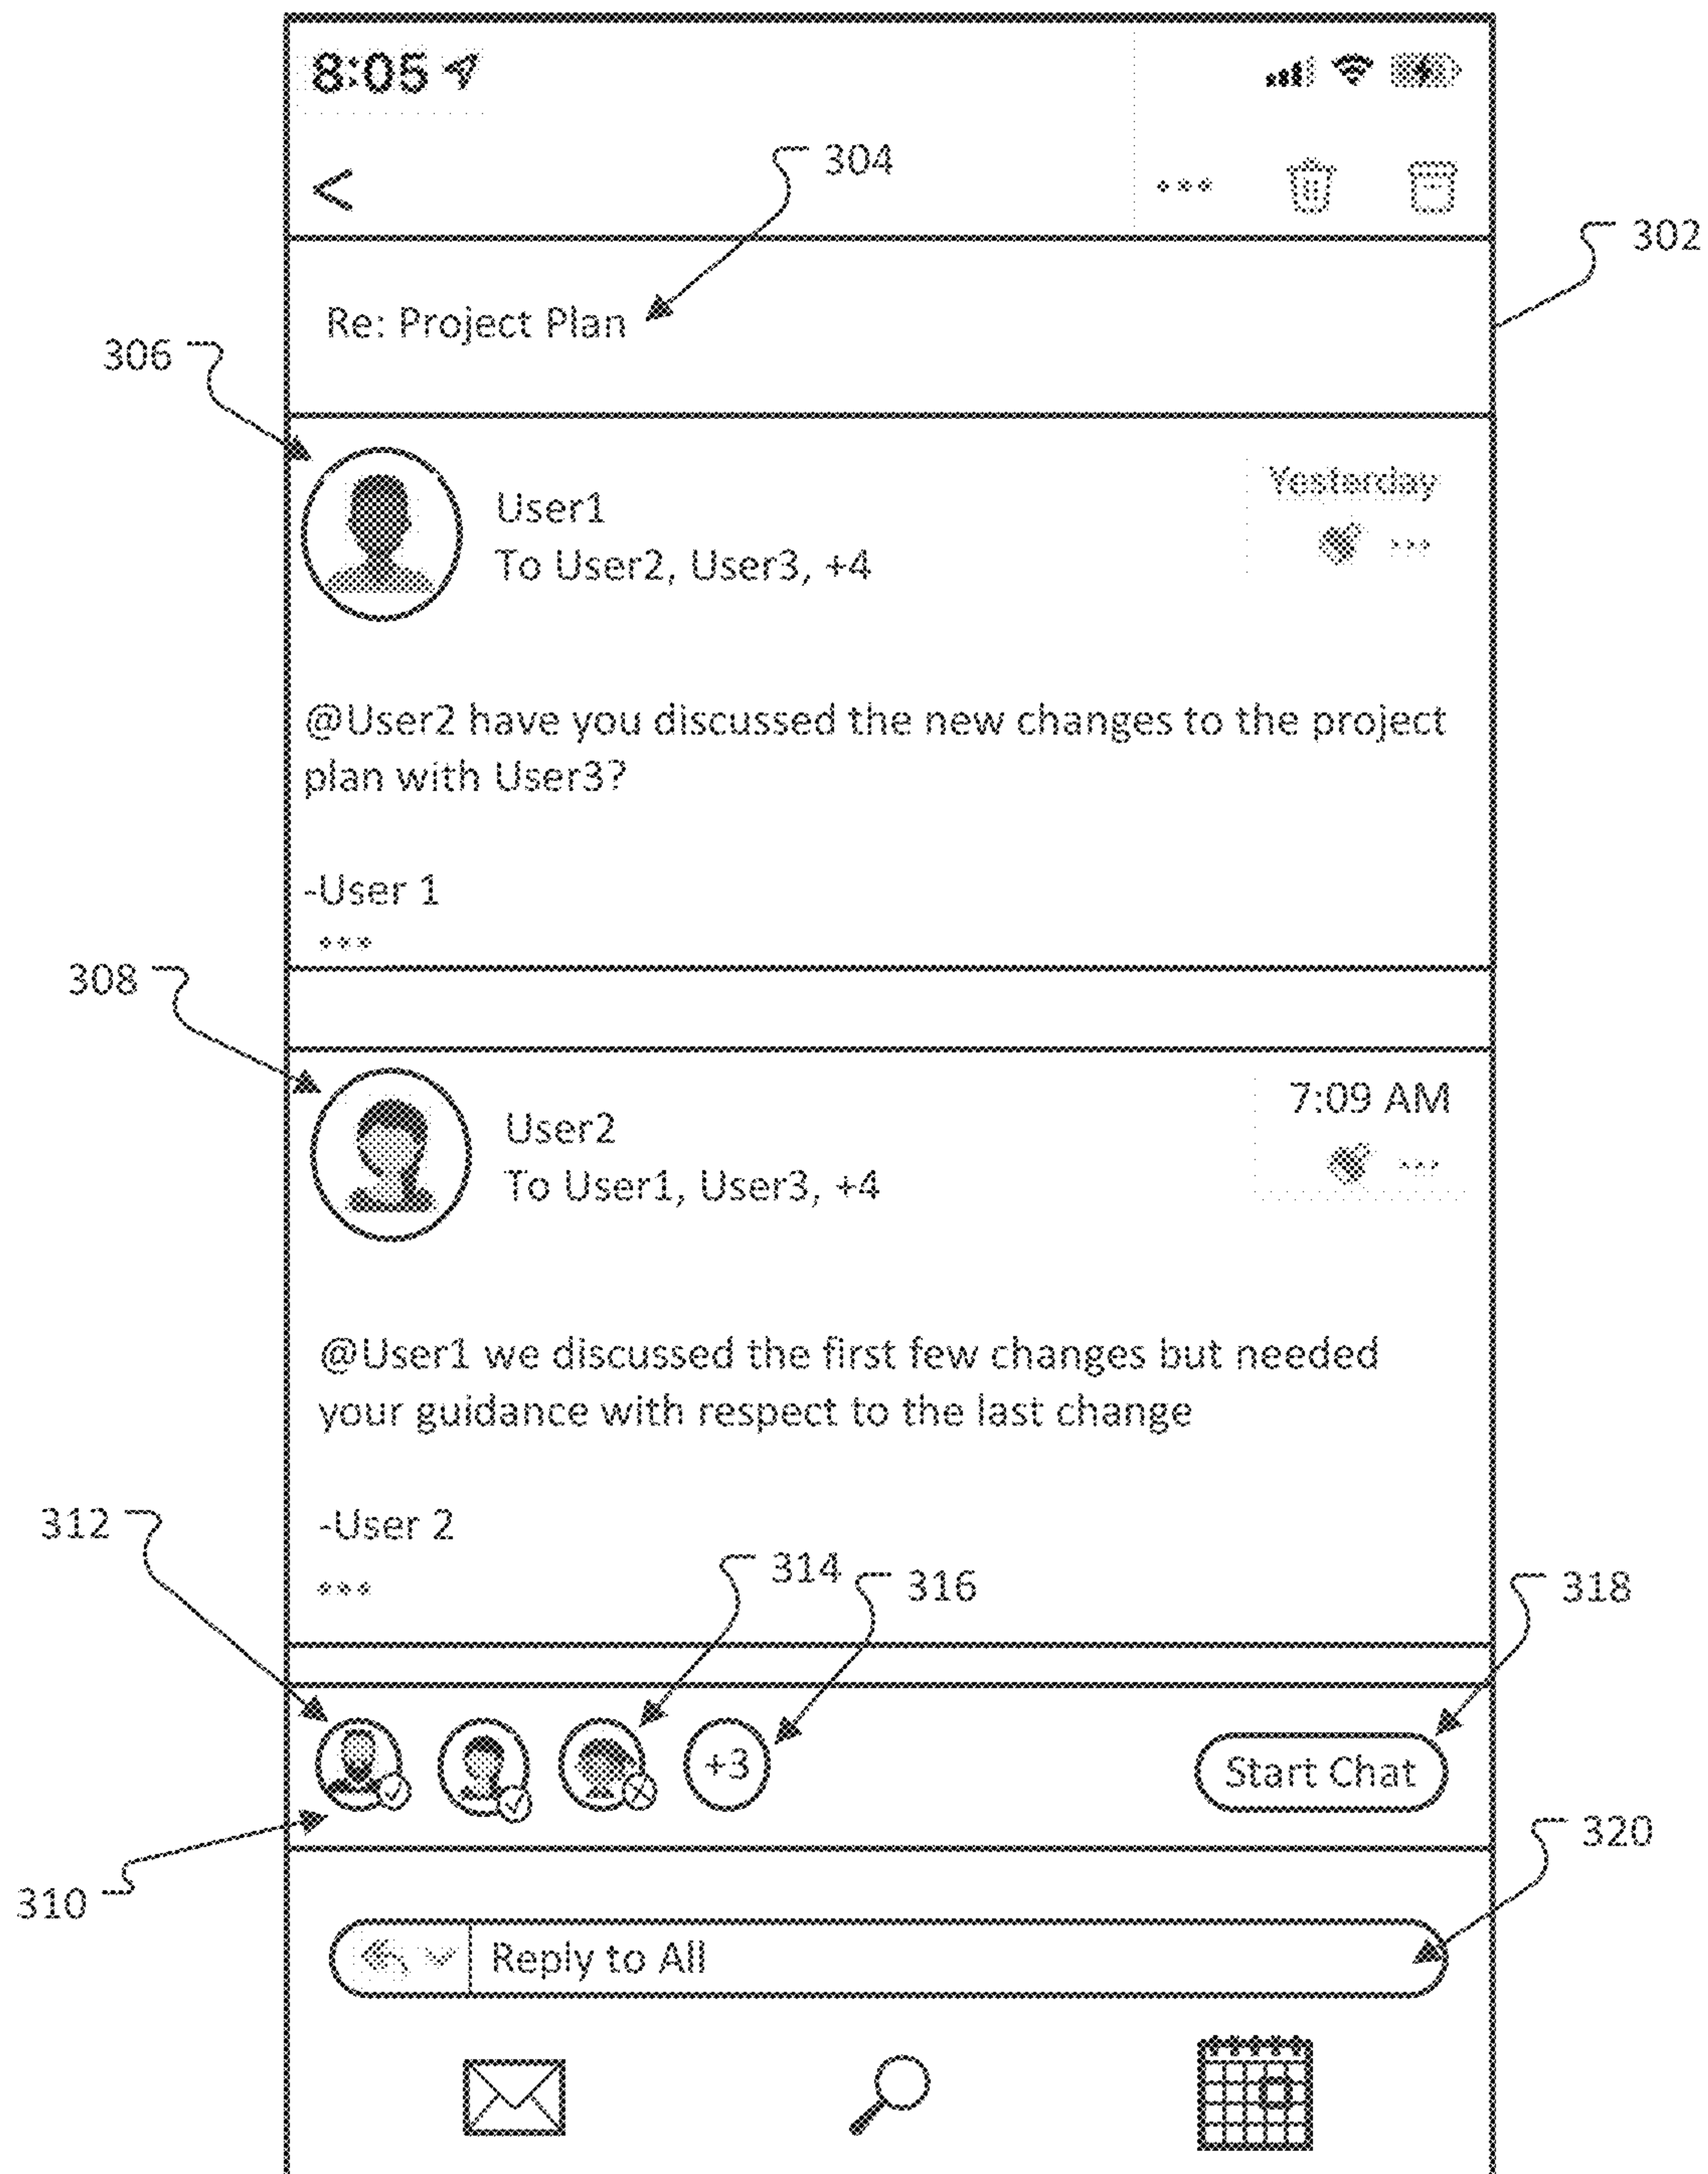 8:05
304
<
302
Re: Project Plan
306
Yesterday
User1
To User2, User3, +4
@User2 have you discussed the new changes to the project
plan with User3?
-User 1
308
7:09 AM
User2
To User1, User3, +4
@User1 we discussed the first few changes but needed
your guidance with respect to the last change
312
-User 2
314
316
318
+3
Start Chat
320
310
Reply to All